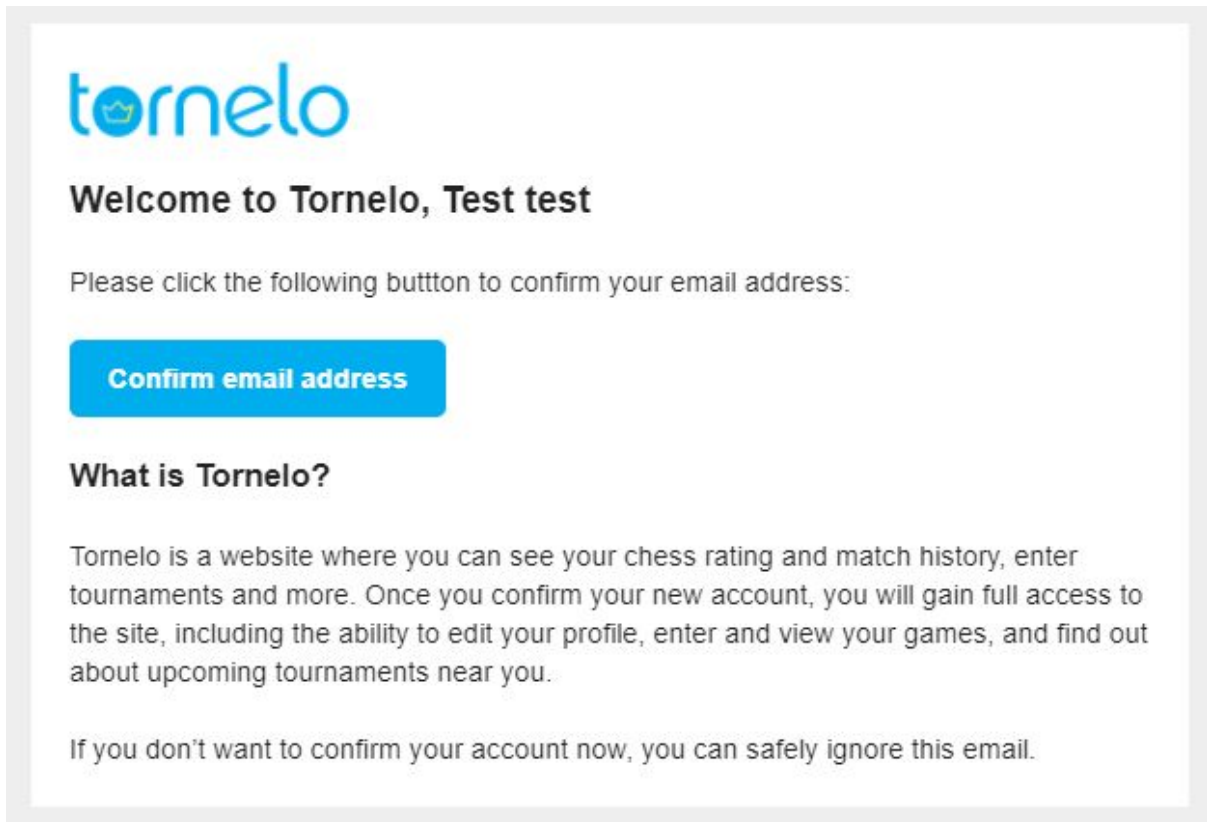 tornelo
Welcome to Tornelo, Test test
Please click the following buttton to confirm your email address:
Confirm email address
What is Tornelo?
Tornelo is a website where you can see your chess rating and match history, enter
tournaments and more. Once you confirm your new account, you will gain full access to
the site, including the ability to edit your profile, enter and view your games, and find out
about upcoming tournaments near you.
If you don’t want to confirm your account now, you can safely ignore this email.